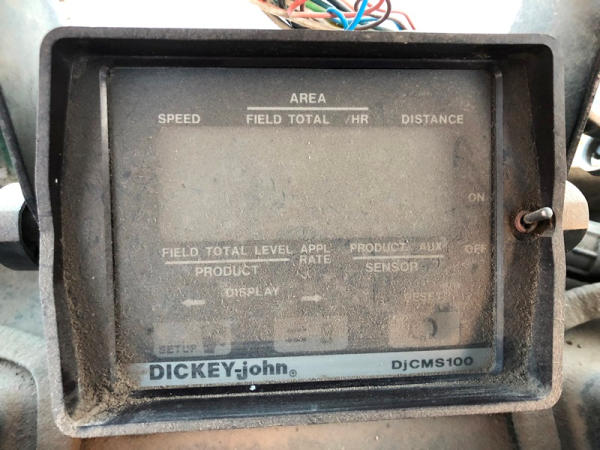 AREA
SPEED FIELD TOTAL /HR DISTANCE
ON
FIELD TOTAL LEVEL APPL RATE PRODUCT AUX OFF
PRODUCT SENSOR
DISPLAY RESET
SETUP
DICKEY-john® DjCMS100